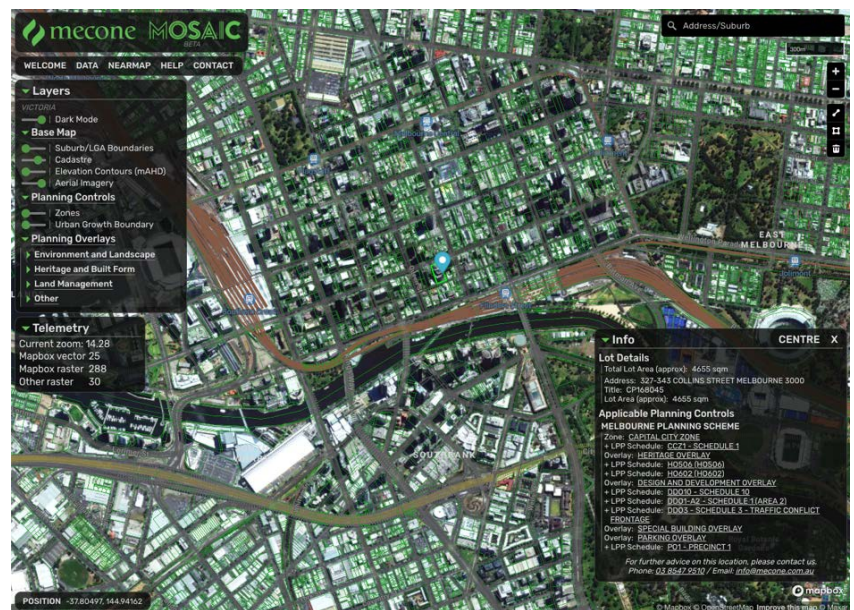 mecone MOSAIC
BETA
WELCOME DATA NEARMAP HELP CONTACT
Address/Suburb
300m
Layers
VICTORIA
Dark Mode
Base Map
Suburb/LGA Boundaries
Cadastre
Elevation Contours (mAHD)
Aerial Imagery
Planning Controls
Zones
Urban Growth Boundary
Planning Overlays
Environment and Landscape
Heritage and Built Form
Land Management
Other
Telemetry
Current zoom: 14.28
Mapbox vector 25
Mapbox raster 288
Other raster 30
EAST
MELBOURNE
Jolimont
SOUTHBANK
Info CENTRE X
Lot Details
Total Lot Area (approx): 4655 sqm
Address: 327-343 COLLINS STREET MELBOURNE 3000
Title: CP168045
Lot Area (approx): 4655 sqm
Applicable Planning Controls
MELBOURNE PLANNING SCHEME
Zone: CAPITAL CITY ZONE
+ LPP Schedule: CCZ1 - SCHEDULE 1
Overlay: HERITAGE OVERLAY
+ LPP Schedule: HO506 (HO506)
+ LPP Schedule: HO602 (HO602)
Overlay: DESIGN AND DEVELOPMENT OVERLAY
+ LPP Schedule: DDO10 - SCHEDULE 10
+ LPP Schedule: DDO1-A2 - SCHEDULE 1 (AREA 2)
+ LPP Schedule: DDO3 - SCHEDULE 3 - TRAFFIC CONFLICT
FRONTAGE
Overlay: SPECIAL BUILDING OVERLAY
Overlay: PARKING OVERLAY
+ LPP Schedule: PO1 - PRECINCT 1
For further advice on this location, please contact us.
Phone: 03 8547 9510 / Email: info@mecone.com.au
POSITION -37.80497, 144.94162
mapbox
© Mapbox © OpenStreetMap Improve this map ©